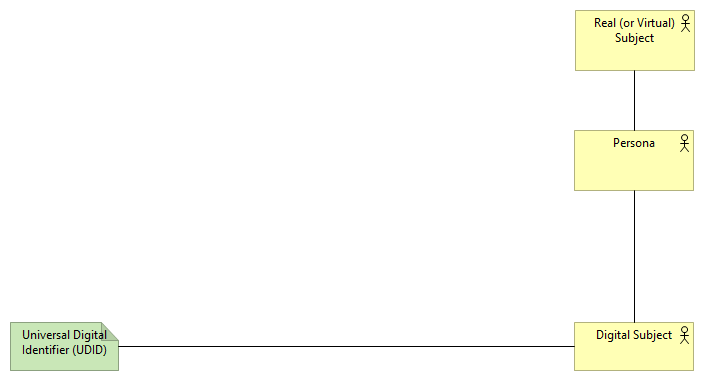 Real (or Virtual)
Subject
Persona
Universal Digital
Identifier (UDID)
Digital Subject